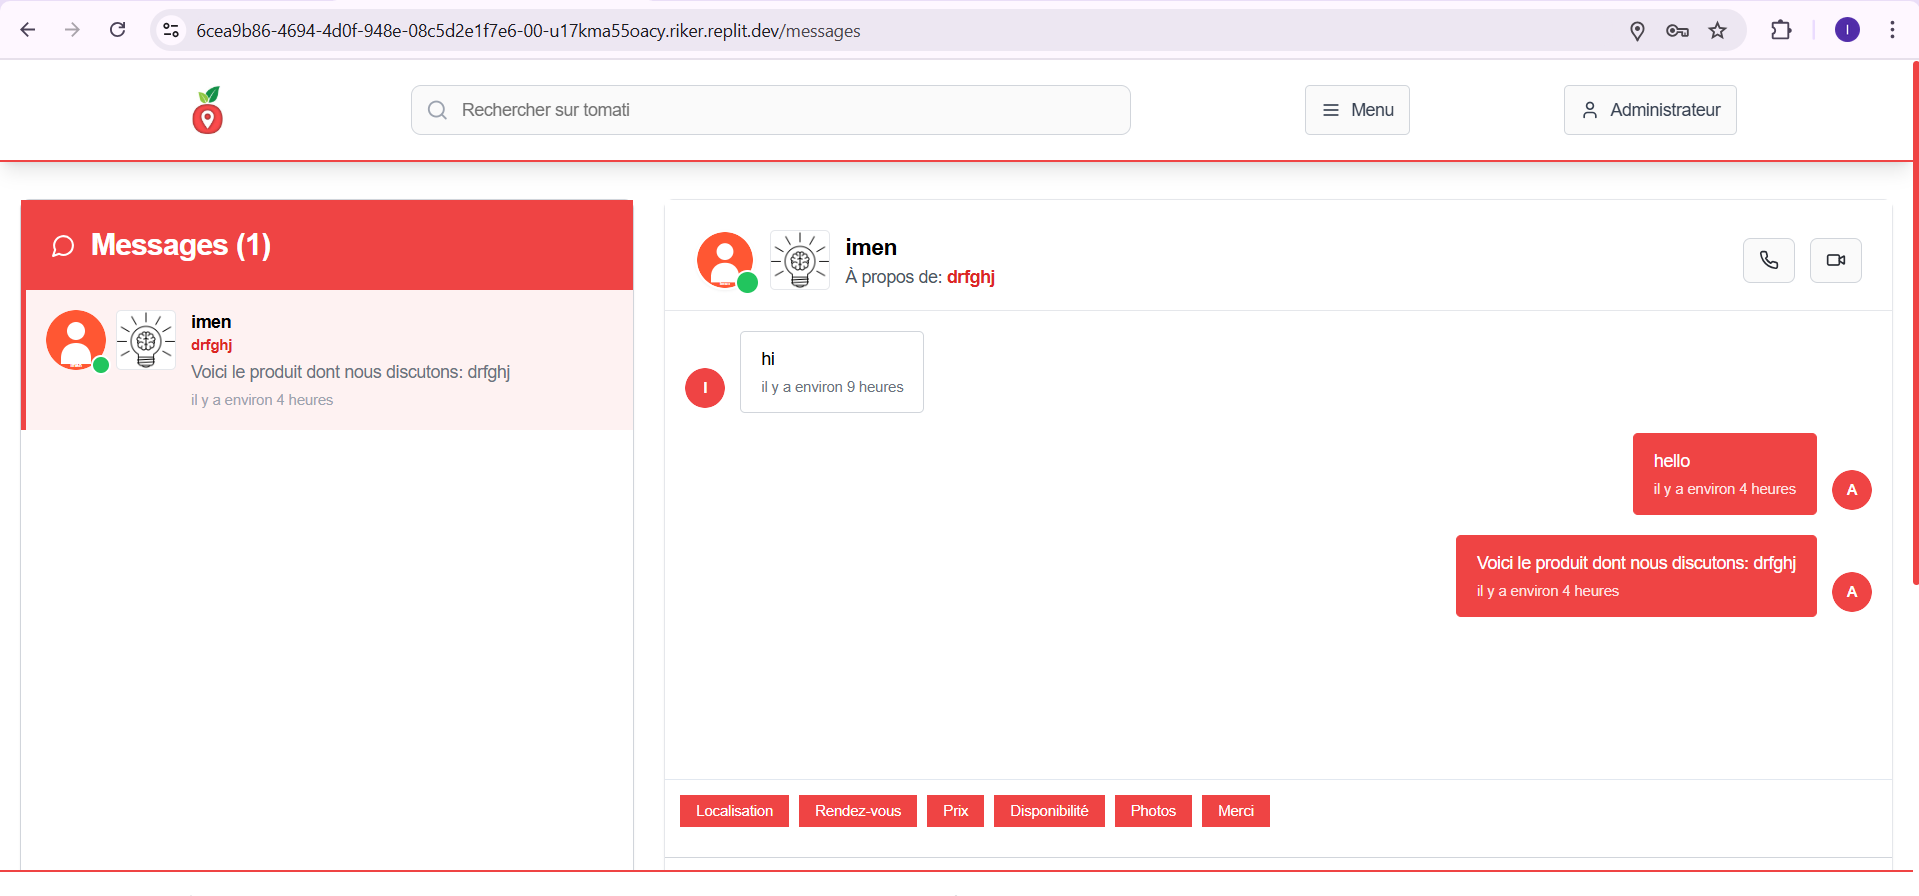 6cea9b86-4694-4d0f-948e-08c5d2e1f7e6-00-u17kma55oacy.riker.replit.dev/messages
I
Rechercher sur tomati
Menu
Administrateur
Messages (1)
imen
drfghj
Voici le produit dont nous discutons: drfghj
il y a environ 4 heures
imen
À propos de: drfghj
hi
il y a environ 9 heures
I
hello
il y a environ 4 heures
A
Voici le produit dont nous discutons: drfghj
il y a environ 4 heures
A
Localisation
Rendez-vous
Prix
Disponibilité
Photos
Merci